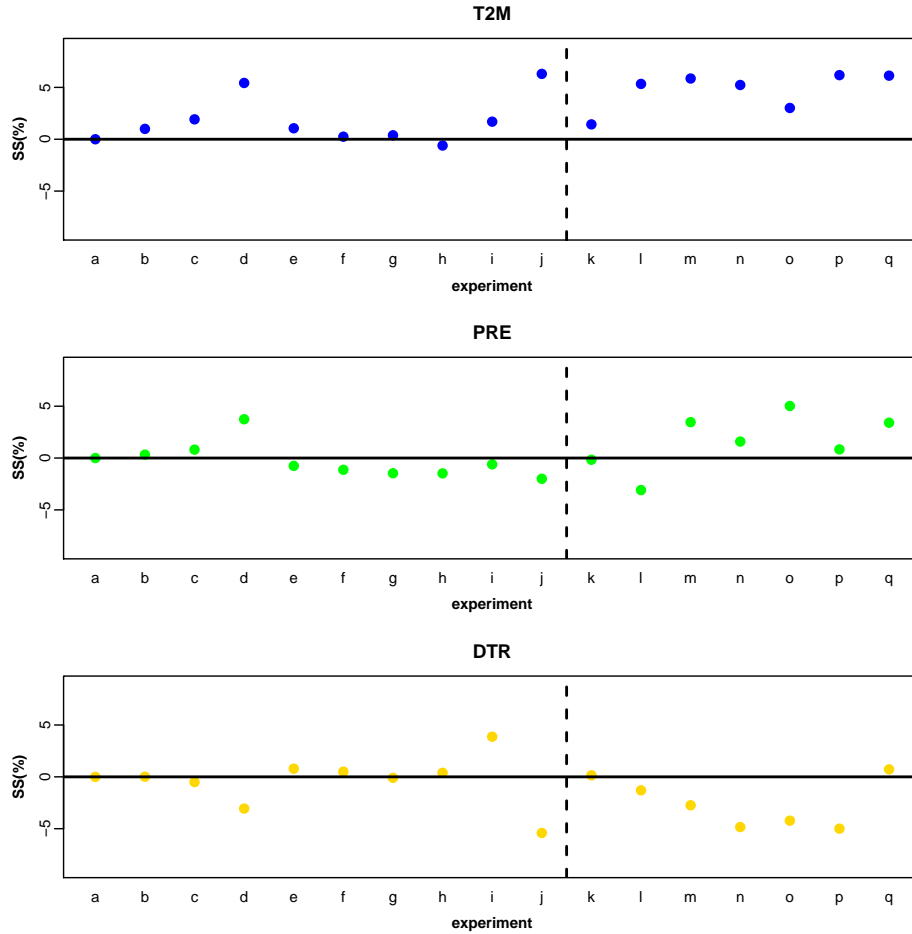 T2M
SS(%)
5
0
−5
a b c d e f g h i j k l m n o p q
experiment
PRE
SS(%)
5
0
−5
a b c d e f g h i j k l m n o p q
experiment
DTR
SS(%)
5
0
−5
a b c d e f g h i j k l m n o p q
experiment